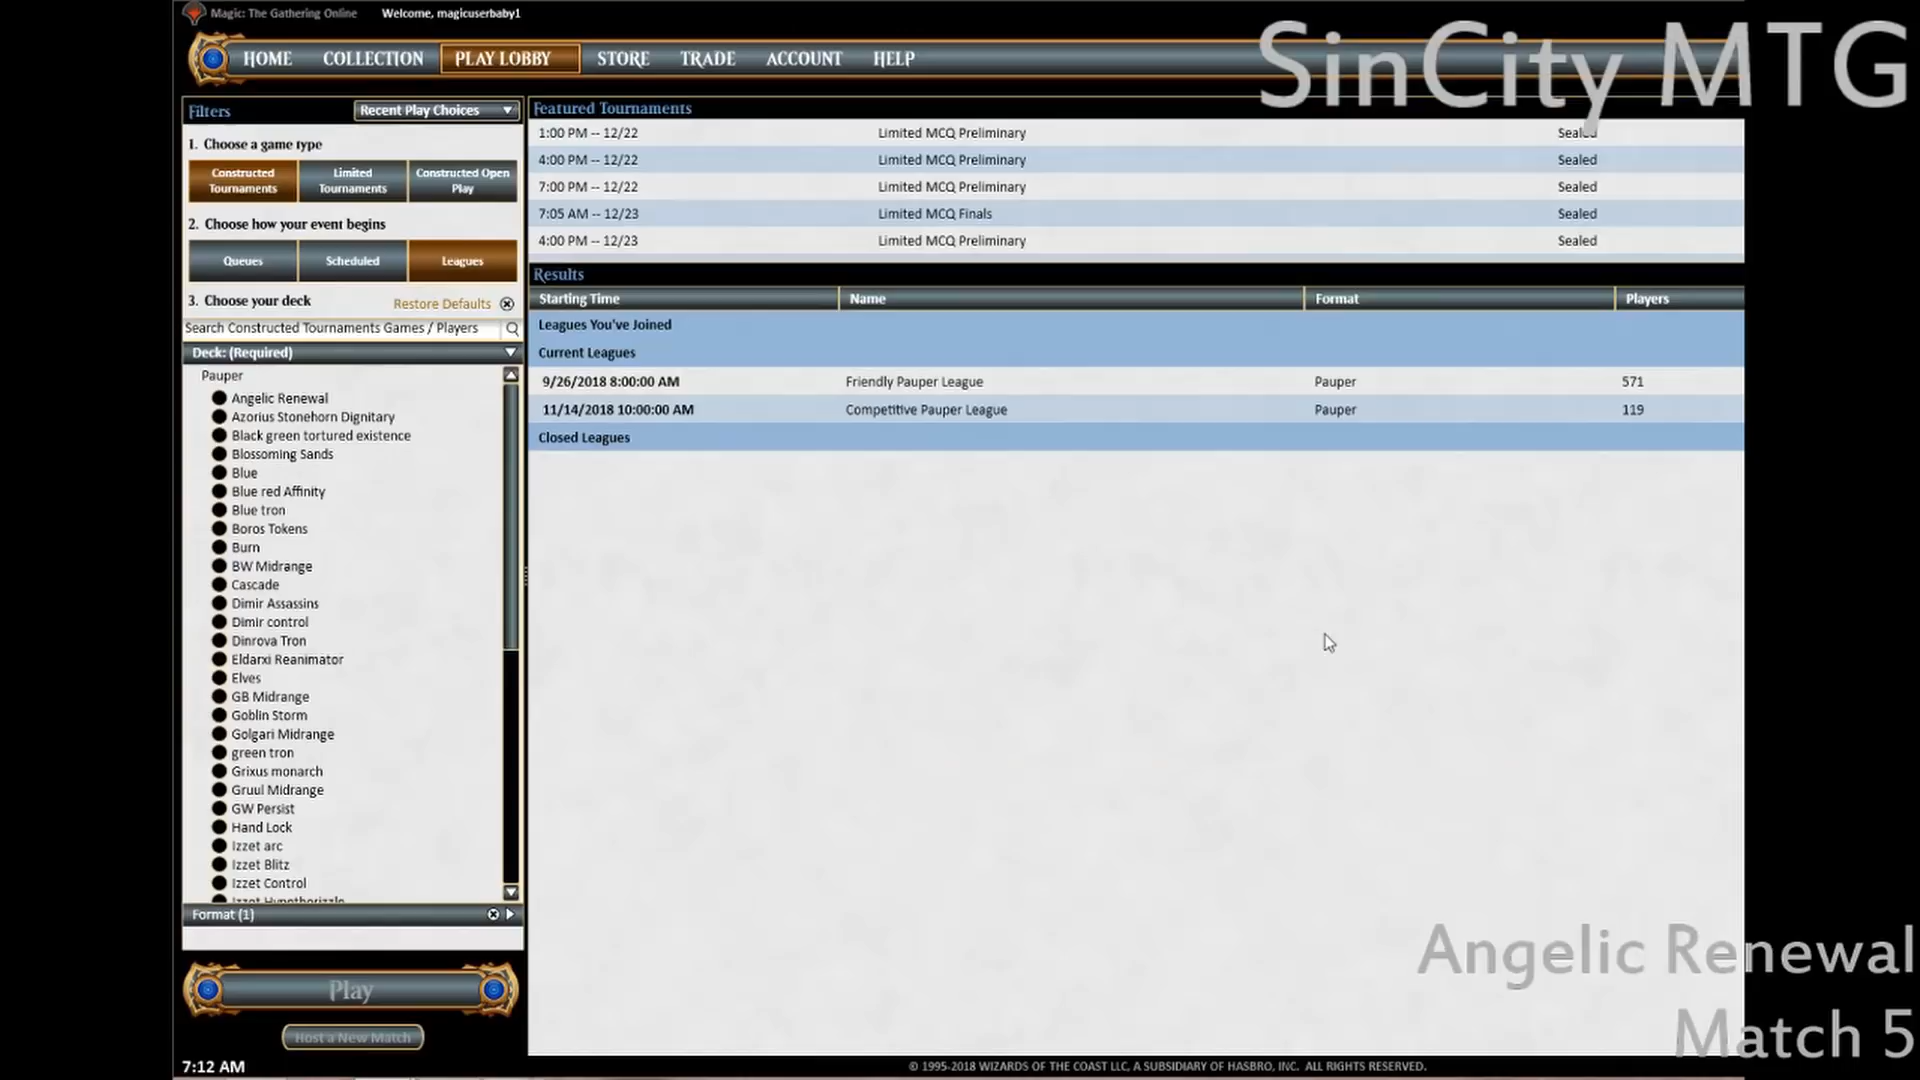 Magic: The Gathering Online Welcome, magicuserbaby1
SinCity MTG
HOME COLLECTION PLAY LOBBY STORE TRADE ACCOUNT HELP
Filters Recent Play Choices
1. Choose a game type
Constructed Tournaments Limited Tournaments Constructed Open Play
2. Choose how your event begins
Queues Scheduled Leagues
3. Choose your deck Restore Defaults
Search Constructed Tournaments Games / Players
Deck: (Required)
Pauper
Angelic Renewal
Azorius Stonehorn Dignitary
Black green tortured existence
Blossoming Sands
Blue
Blue red Affinity
Blue tron
Boros Tokens
Burn
BW Midrange
Cascade
Dimir Assassins
Dimir control
Dinrova Tron
Eldarxi Reanimator
Elves
GB Midrange
Goblin Storm
Golgari Midrange
green tron
Grixus monarch
Gruul Midrange
GW Persist
Hand Lock
Izzet arc
Izzet Blitz
Izzet Control
Format (1)
Play
Host a New Match
7:12 AM
Featured Tournaments
1:00 PM -- 12/22 Limited MCQ Preliminary Sealed
4:00 PM -- 12/22 Limited MCQ Preliminary Sealed
7:00 PM -- 12/22 Limited MCQ Preliminary Sealed
7:05 AM -- 12/23 Limited MCQ Finals Sealed
4:00 PM -- 12/23 Limited MCQ Preliminary Sealed
Results
Starting Time Name Format Players
Leagues You've Joined
Current Leagues
9/26/2018 8:00:00 AM Friendly Pauper League Pauper 571
11/14/2018 10:00:00 AM Competitive Pauper League Pauper 119
Closed Leagues
Angelic Renewal
Match 5
© 1995-2018 WIZARDS OF THE COAST LLC, A SUBSIDIARY OF HASBRO, INC. ALL RIGHTS RESERVED.